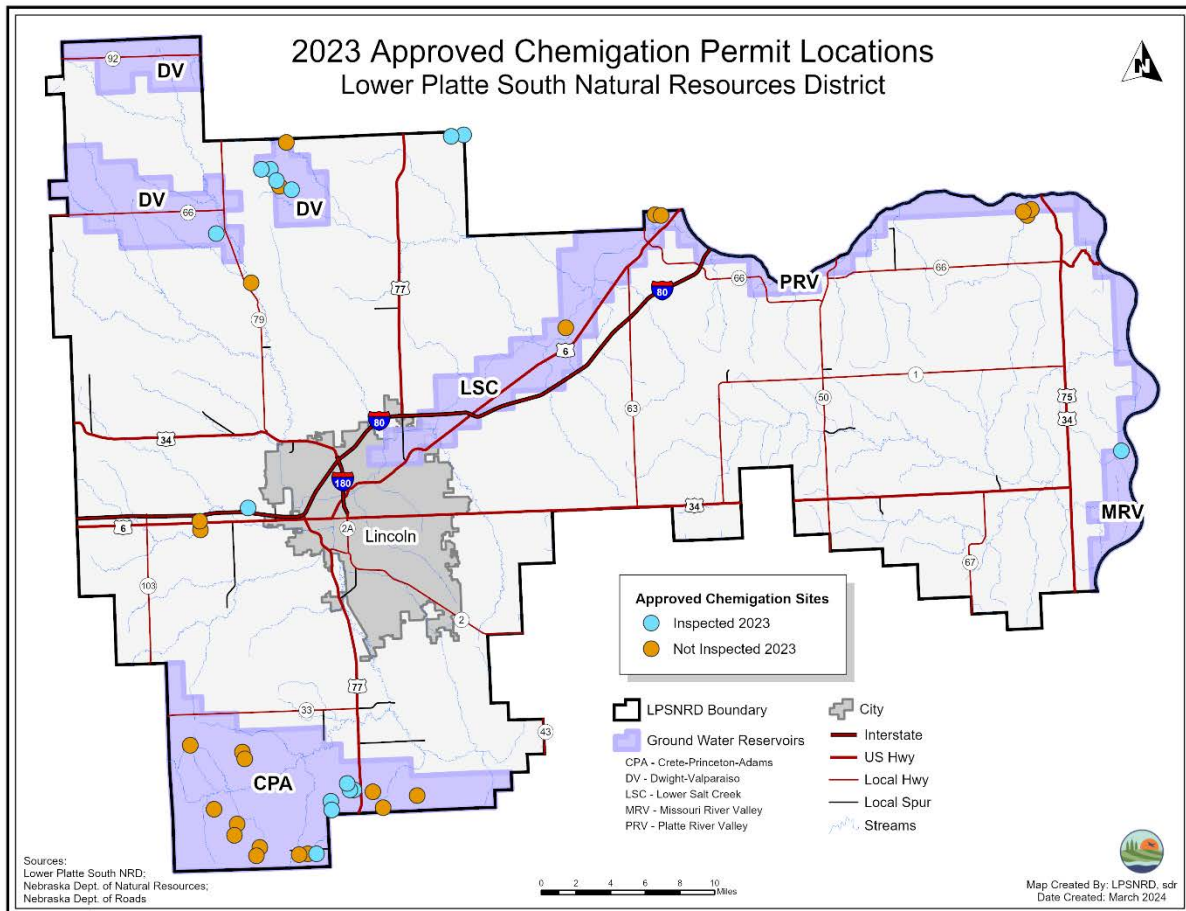 2023 Approved Chemigation Permit Locations
Lower Platte South Natural Resources District
N
92
DV
DV
66
DV
77
79
66
80
PRV
66
6
LSC
63
1
50
75
34
34
80
180
6
2A
Lincoln
34
MRV
103
2
67
77
33
43
CPA
Approved Chemigation Sites
Inspected 2023
Not Inspected 2023
LPSNRD Boundary
Ground Water Reservoirs
CPA - Crete-Princeton-Adams
DV - Dwight-Valparaiso
LSC - Lower Salt Creek
MRV - Missouri River Valley
PRV - Platte River Valley
City
Interstate
US Hwy
Local Hwy
Local Spur
Streams
Sources:
Lower Platte South NRD;
Nebraska Dept. of Natural Resources;
Nebraska Dept. of Roads
0 2 4 6 8 10
Miles
Map Created By: LPSNRD, sdr
Date Created: March 2024